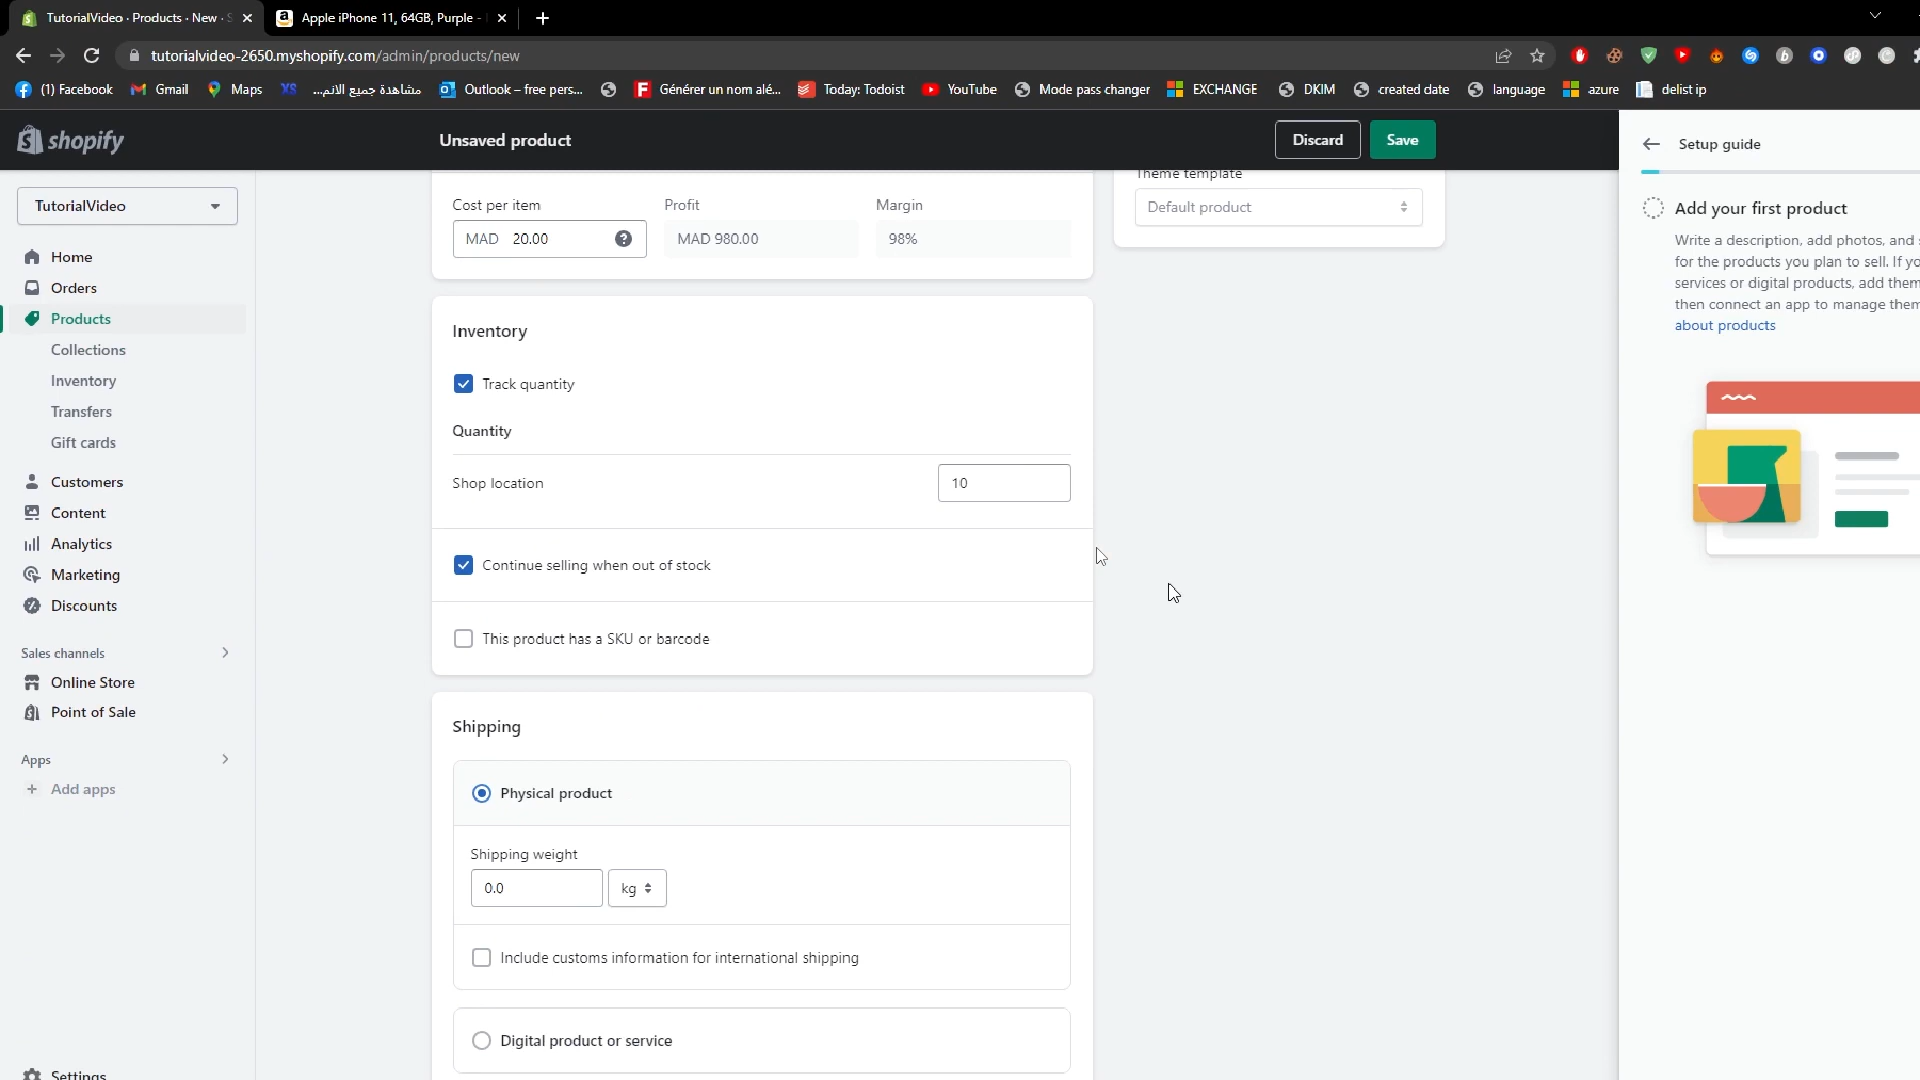 TutorialVideo · Products · New · S
Apple iPhone 11, 64GB, Purple -
tutorialvideo-2650.myshopify.com/admin/products/new
(1) Facebook
Gmail
Maps
XS
مشاهدة جميع الانم...
Outlook – free pers...
Générer un nom alé...
Today: Todoist
YouTube
Mode pass changer
EXCHANGE
DKIM
created date
language
azure
delist ip
shopify
Unsaved product
Discard
Save
Setup guide
TutorialVideo
Home
Orders
Products
Collections
Inventory
Transfers
Gift cards
Customers
Content
Analytics
Marketing
Discounts
Sales channels
Online Store
Point of Sale
Apps
Add apps
Settings
Cost per item
Profit
Margin
MAD 20.00
MAD 980.00
98%
Inventory
Track quantity
Quantity
Shop location
10
Continue selling when out of stock
This product has a SKU or barcode
Shipping
Physical product
Shipping weight
0.0
kg
Include customs information for international shipping
Digital product or service
Theme template
Default product
Add your first product
Write a description, add photos, and
for the products you plan to sell. If yo
services or digital products, add them
then connect an app to manage them
about products